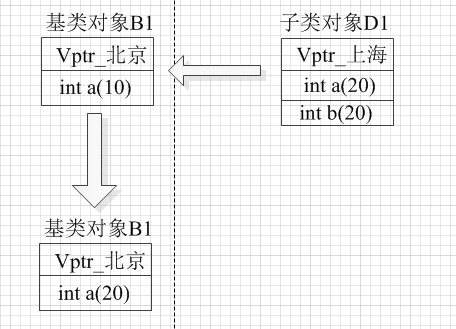 基类对象B1
Vptr_北京
int a(10)
子类对象D1
Vptr_上海
int a(20)
int b(20)
基类对象B1
Vptr_北京
int a(20)